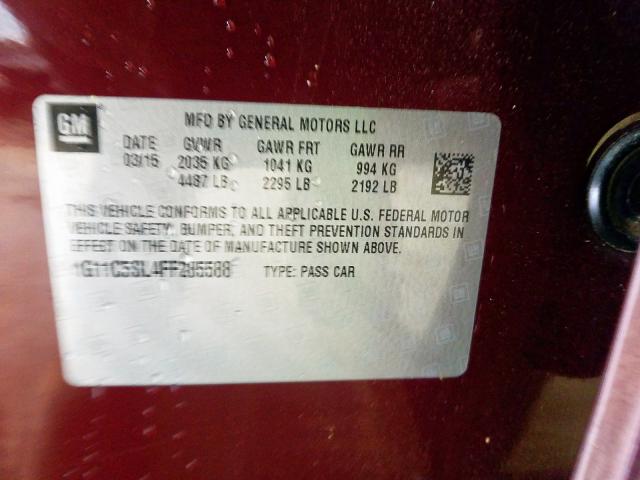 GM
MFD BY GENERAL MOTORS LLC
DATE GVWR GAWR FRT GAWR RR
03/15 2035 KG 1041 KG 994 KG
4487 LB 2295 LB 2192 LB
THIS VEHICLE CONFORMS TO ALL APPLICABLE U.S. FEDERAL MOTOR
VEHICLE SAFETY, BUMPER, AND THEFT PREVENTION STANDARDS IN
EFFECT ON THE DATE OF MANUFACTURE SHOWN ABOVE.
TYPE: PASS CAR